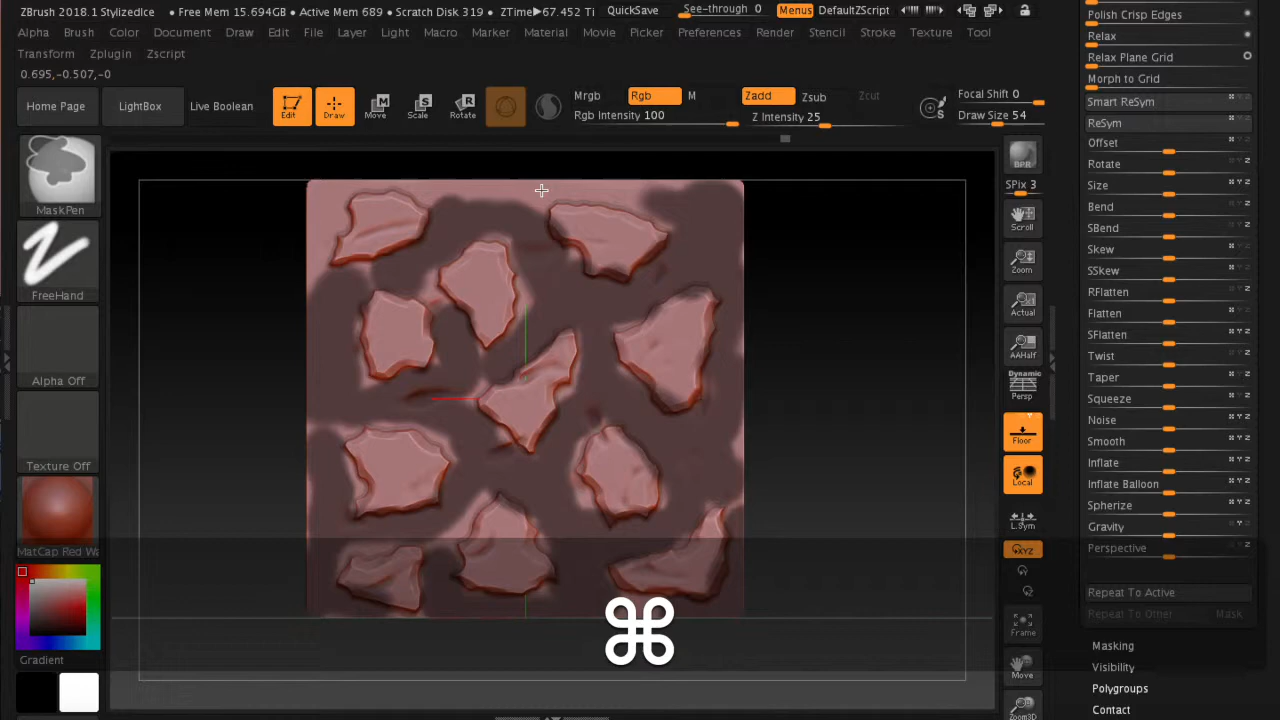 ZBrush 2018.1 StylizedIce • Free Mem 15.694GB • Active Mem 689 • Scratch Disk 319 • ZTime▶67.452 Ti QuickSave See-through 0 Menus DefaultZScript
Alpha Brush Color Document Draw Edit File Layer Light Macro Marker Material Movie Picker Preferences Render Stencil Stroke Texture Tool
Transform Zplugin Zscript
0.695,-0.507,-0
Home Page LightBox Live Boolean Edit Draw Move Scale Rotate
Mrgb Rgb M Zadd Zsub Zcut Focal Shift 0
Rgb Intensity 100 Z Intensity 25 Draw Size 54
S
MaskPen
FreeHand
Alpha Off
Texture Off
MatCap Red Wa
Gradient
BPR
SPix 3
Scroll
Zoom
Actual
AAHalf
Dynamic
Persp
Floor
Local
L.Sym
XYZ
Y
Z
Frame
Move
Zoom3D
Polish Crisp Edges
Relax
Relax Plane Grid
Morph to Grid
Smart ReSym
ReSym
Offset
Rotate
Size
Bend
SBend
Skew
SSkew
RFlatten
Flatten
SFlatten
Twist
Taper
Squeeze
Noise
Smooth
Inflate
Inflate Balloon
Spherize
Gravity
Perspective
Repeat To Active
Repeat To Other Mask
Masking
Visibility
Polygroups
Contact
⌘